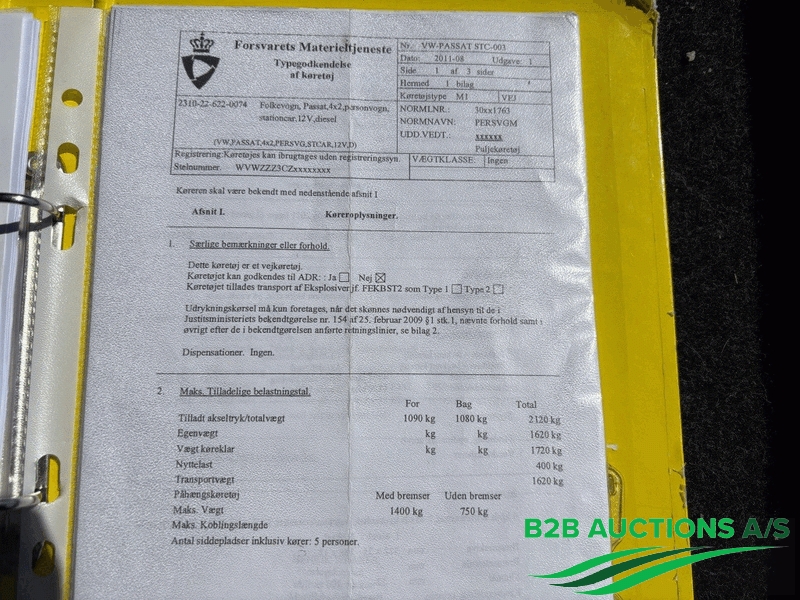 Forsvarets Materieltjeneste
Typegodkendelse
af køretøj
Nr. VW-PASSAT STC-003
Dato: 2011-08 Udgave: 1
Side 1 af 3 sider
Hermed 1 bilag
Køretøjstype M1 VEJ
2310-22-622-0074 Folkevogn, Passat,4x2,personvogn,
stationcar,12V,diesel
(VW,PASSAT,4x2,PERSVG,STCAR,12V,D)
NORMLNR.: 30xx1763
NORMNAVN: PERSVGM
UDD.VEDT.: xxxxxx
Puljekøretøj
Registrering:Køretøjes kan ibrugtages uden registreringssyn.
Stelnummer. WVWZZZ3CZxxxxxxxx
VÆGTKLASSE: Ingen
Køreren skal være bekendt med nedenstående afsnit 1
Afsnit I. Køreroplysninger.
1. Særlige bemærkninger eller forhold.
Dette køretøj er et vejkøretøj.
Køretøjet kan godkendes til ADR: : Ja Nej
Køretøjet tillades transport af Eksplosiver jf. FEKBST2 som Type 1 Type 2
Udrykningskørsel må kun foretages, når det skønnes nødvendigt af hensyn til de i
Justitsministeriets bekendtgørelse nr. 154 af 25. februar 2009 §1 stk.1, nævnte forhold samt
øvrigt efter de i bekendtgørelsen anførte retningslinier, se bilag 2.
Dispensationer. Ingen.
2. Maks. Tilladelige belastningstal.
For Bag Total
Tilladt akseltryk/totalvægt 1090 kg 1080 kg 2120 kg
Egenvægt kg kg 1620 kg
Vægt køreklar kg kg 1720 kg
Nyttelast 400 kg
Transportvægt 1620 kg
Påhængskøretøj Med bremser Uden bremser
Maks. Vægt 1400 kg 750 kg
Maks. Koblingslængde
Antal siddepladser inklusiv kører: 5 personer.
B2B AUCTIONS A/S